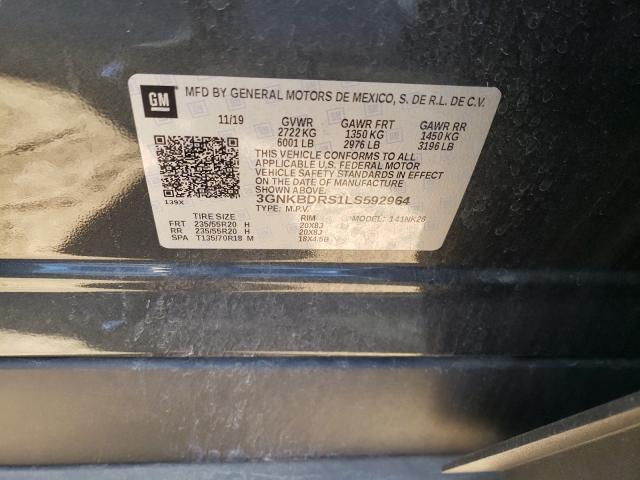 GM MFD BY GENERAL MOTORS DE MEXICO, S. DE R.L. DE C.V.
11/19 GVWR GAWR FRT GAWR RR
2722 KG 1350 KG 1450 KG
6001 LB 2976 LB 3196 LB
THIS VEHICLE CONFORMS TO ALL
APPLICABLE U.S. FEDERAL MOTOR
VEHICLE SAFETY STANDARDS IN EFFECT
ON THE DATE OF MANUFACTURE SHOWN ABOVE.
139X 3GNKBDRS1LS592964
TYPE: M.P.V.
TIRE SIZE RIM MODEL: 141NK26
FRT 235/55R20 H 20X8J
RR 235/55R20 H 20X8J
SPA T135/70R18 M 18X4.5B